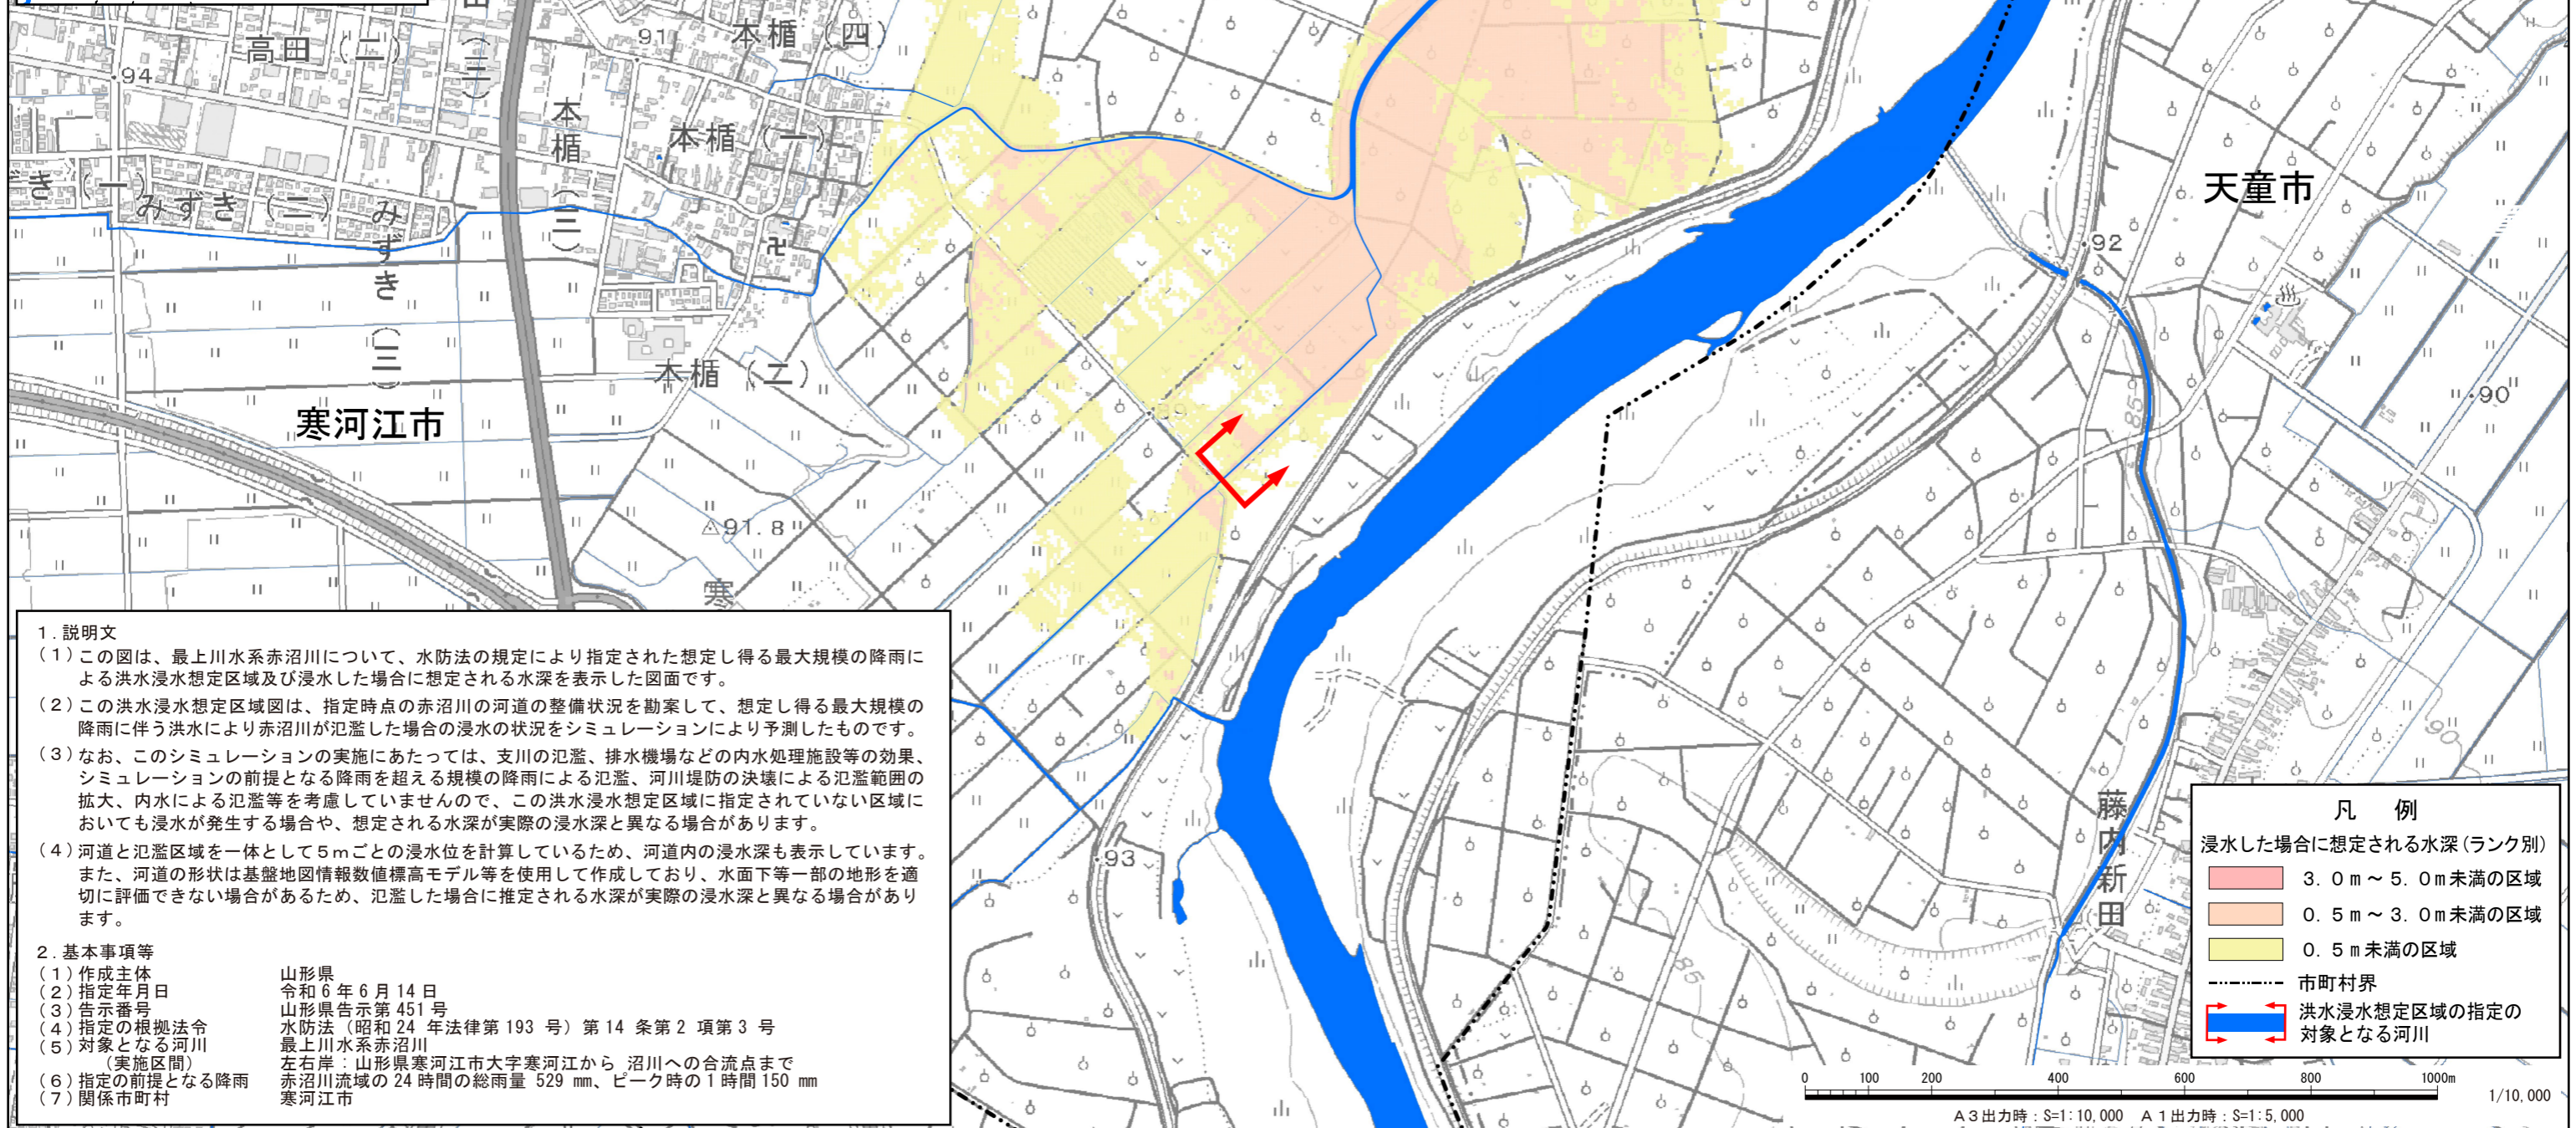 高田（二）
（三）
91
本楯（四）
94
本楯（一）
本楯（三）
き（一）
みずき（二）
みずき（三）
本楯（二）
寒河江市
天童市
92
89
90
85
△91.8
寒
93
85
90
藤内新田
1.説明文
(1)この図は、最上川水系赤沼川について、水防法の規定により指定された想定し得る最大規模の降雨に
よる洪水浸水想定区域及び浸水した場合に想定される水深を表示した図面です。
(2)この洪水浸水想定区域図は、指定時点の赤沼川の河道の整備状況を勘案して、想定し得る最大規模の
降雨に伴う洪水により赤沼川が氾濫した場合の浸水の状況をシミュレーションにより予測したものです。
(3)なお、このシミュレーションの実施にあたっては、支川の氾濫、排水機場などの内水処理施設等の効果、
シミュレーションの前提となる降雨を超える規模の降雨による氾濫、河川堤防の決壊による氾濫範囲の
拡大、内水による氾濫等を考慮していませんので、この洪水浸水想定区域に指定されていない区域に
おいても浸水が発生する場合や、想定される水深が実際の浸水深と異なる場合があります。
(4)河道と氾濫区域を一体として5mごとの浸水位を計算しているため、河道内の浸水深も表示しています。
また、河道の形状は基盤地図情報数値標高モデル等を使用して作成しており、水面下等一部の地形を適
切に評価できない場合があるため、氾濫した場合に推定される水深が実際の浸水深と異なる場合があり
ます。
2.基本事項等
(1)作成主体 山形県
(2)指定年月日 令和6年6月14日
(3)告示番号 山形県告示第451号
(4)指定の根拠法令 水防法（昭和24 年法律第193 号）第14 条第2 項第3 号
(5)対象となる河川 最上川水系赤沼川
(実施区間) 左右岸：山形県寒河江市大字寒河江から 沼川への合流点まで
(6)指定の前提となる降雨 赤沼川流域の24時間の総雨量 529 mm、ピーク時の1時間150 mm
(7)関係市町村 寒河江市
凡 例
浸水した場合に想定される水深(ランク別)
3.0m～5.0m未満の区域
0.5m～3.0m未満の区域
0.5m未満の区域
市町村界
洪水浸水想定区域の指定の
対象となる河川
0 100 200 400 600 800 1000m
1/10,000
A3出力時：S=1:10,000 A1出力時：S=1:5,000